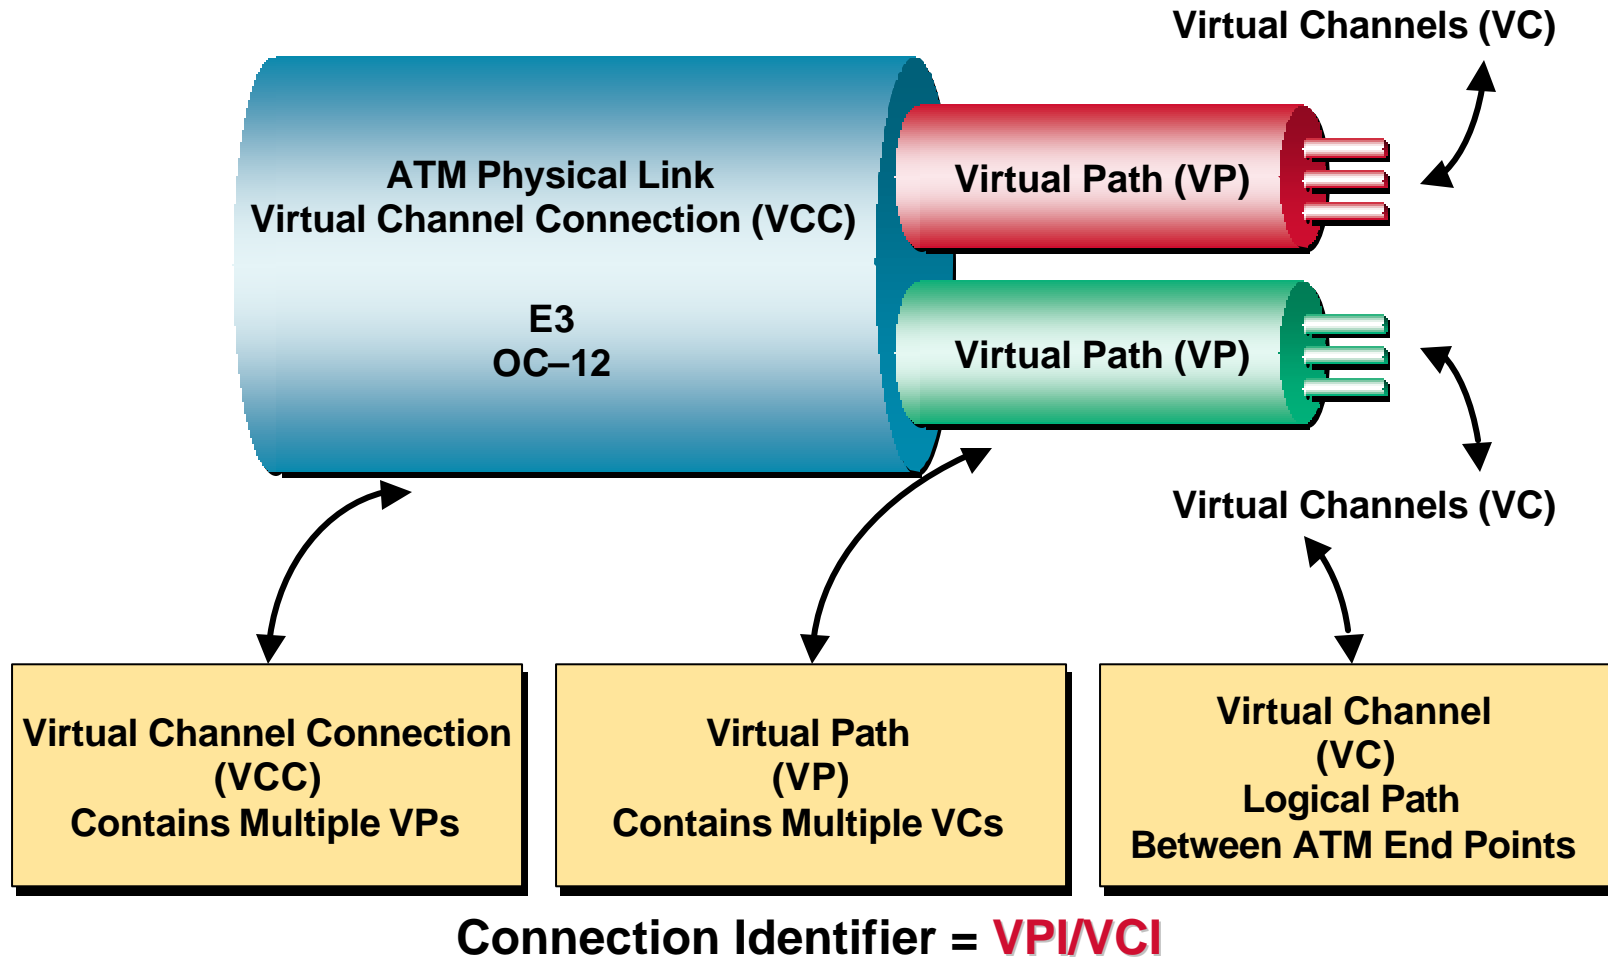 Virtual Channels (VC)
ATM Physical Link
Virtual Channel Connection (VCC)
E3
OC–12
Virtual Path (VP)
Virtual Path (VP)
Virtual Channels (VC)
Virtual Channel Connection
(VCC)
Contains Multiple VPs
Virtual Path
(VP)
Contains Multiple VCs
Virtual Channel
(VC)
Logical Path
Between ATM End Points
Connection Identifier = VPI/VCI